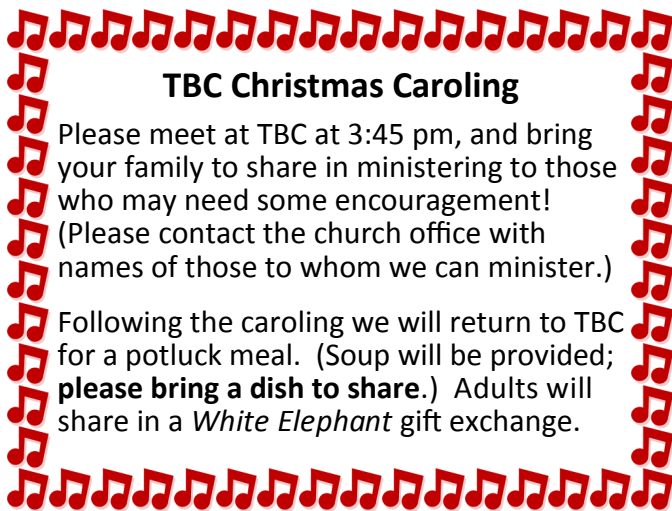 TBC Christmas Caroling
Please meet at TBC at 3:45 pm, and bring
your family to share in ministering to those
who may need some encouragement!
(Please contact the church office with
names of those to whom we can minister.)
Following the caroling we will return to TBC
for a potluck meal.  (Soup will be provided;
please bring a dish to share.)  Adults will
share in a White Elephant gift exchange.